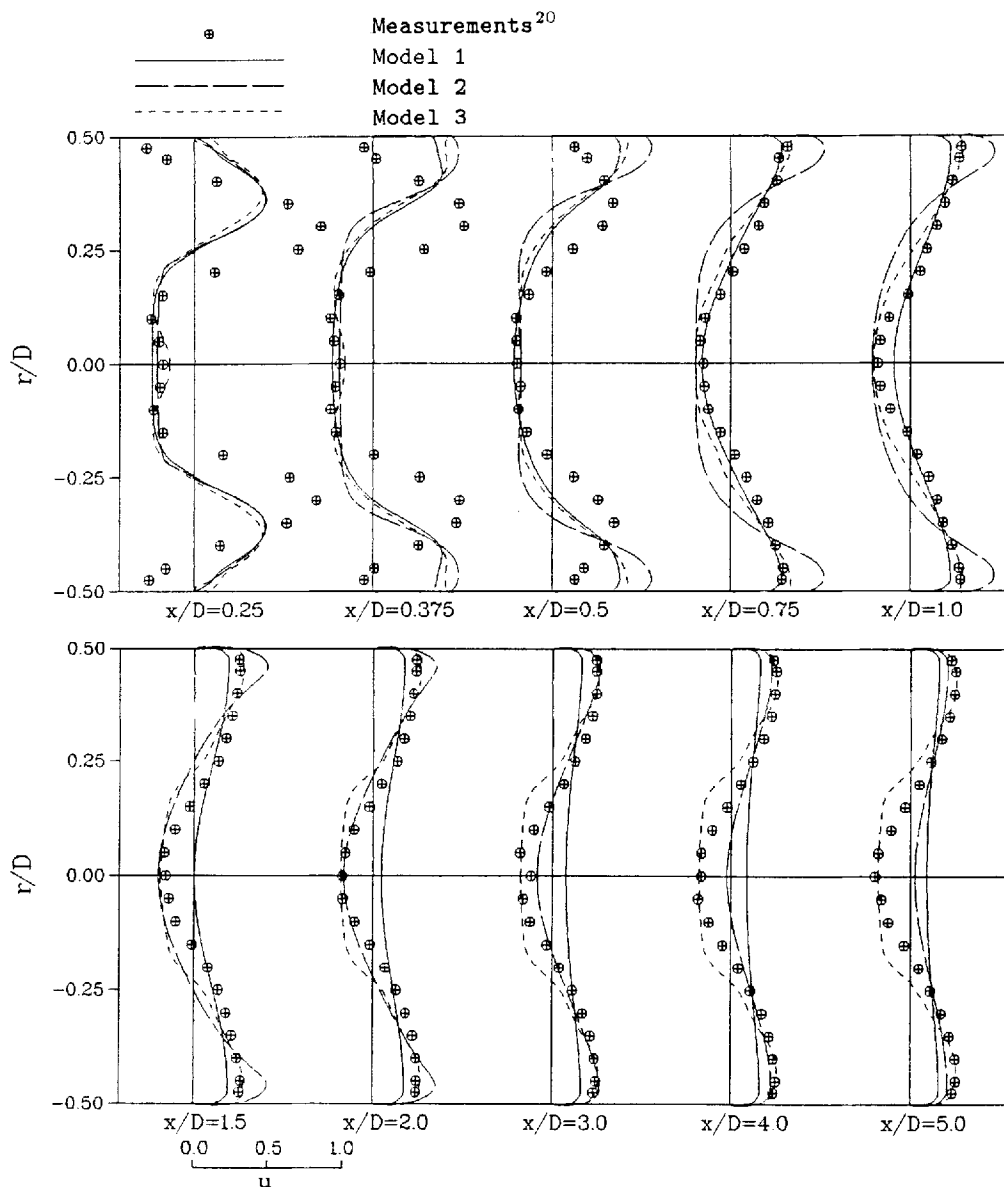 Measurements20
Model 1
Model 2
Model 3
0.50
0.25
0.00
-0.25
-0.50
r/D
x/D=0.25
x/D=0.375
x/D=0.5
x/D=0.75
x/D=1.0
0.50
0.25
0.00
-0.25
-0.50
r/D
x/D=1.5
x/D=2.0
x/D=3.0
x/D=4.0
x/D=5.0
0.0 0.5 1.0
u